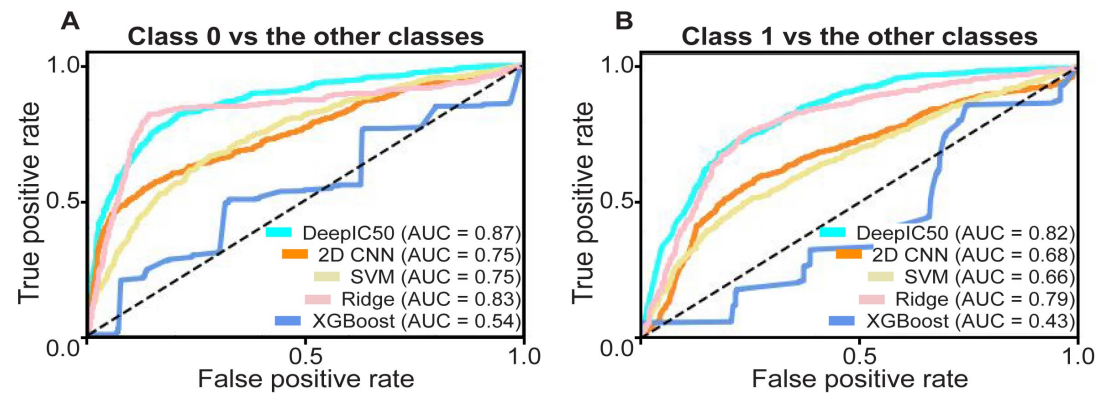 A
Class 0 vs the other classes
True positive rate
1.0
0.5
0.0
DeepIC50 (AUC = 0.87)
2D CNN (AUC = 0.75)
SVM (AUC = 0.75)
Ridge (AUC = 0.83)
XGBoost (AUC = 0.54)
0.5
1.0
False positive rate
B
Class 1 vs the other classes
True positive rate
1.0
0.5
0.0
DeepIC50 (AUC = 0.82)
2D CNN (AUC = 0.68)
SVM (AUC = 0.66)
Ridge (AUC = 0.79)
XGBoost (AUC = 0.43)
0.5
1.0
False positive rate